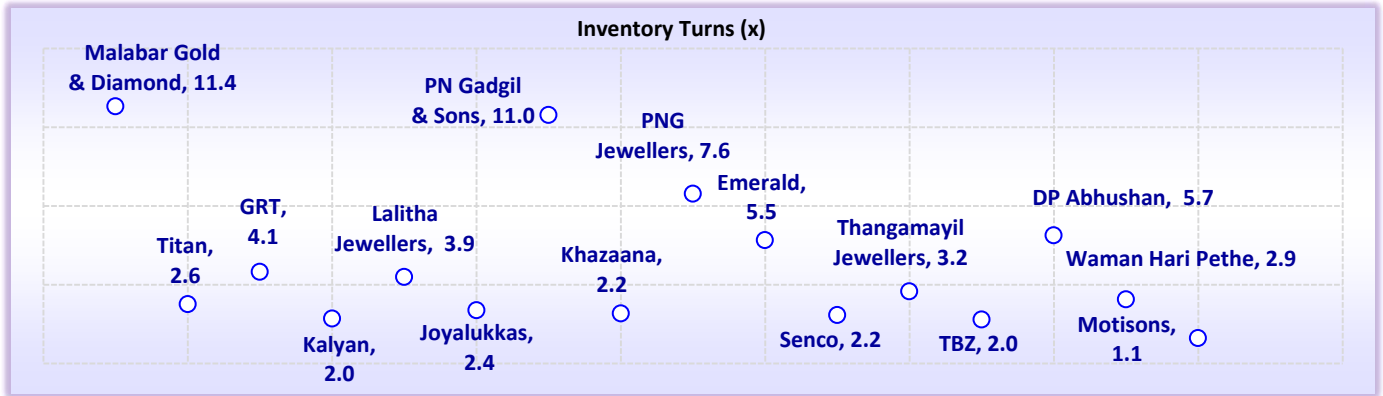 Inventory Turns (x)
Malabar Gold
& Diamond, 11.4
Titan,
2.6
GRT,
4.1
Kalyan,
2.0
Lalitha
Jewellers, 3.9
Joyalukkas,
2.4
PN Gadgil
& Sons, 11.0
Khazaana,
2.2
PNG
Jewellers, 7.6
Emerald,
5.5
Senco, 2.2
Thangamayil
Jewellers, 3.2
TBZ, 2.0
DP Abhushan, 5.7
Waman Hari Pethe, 2.9
Motisons,
1.1